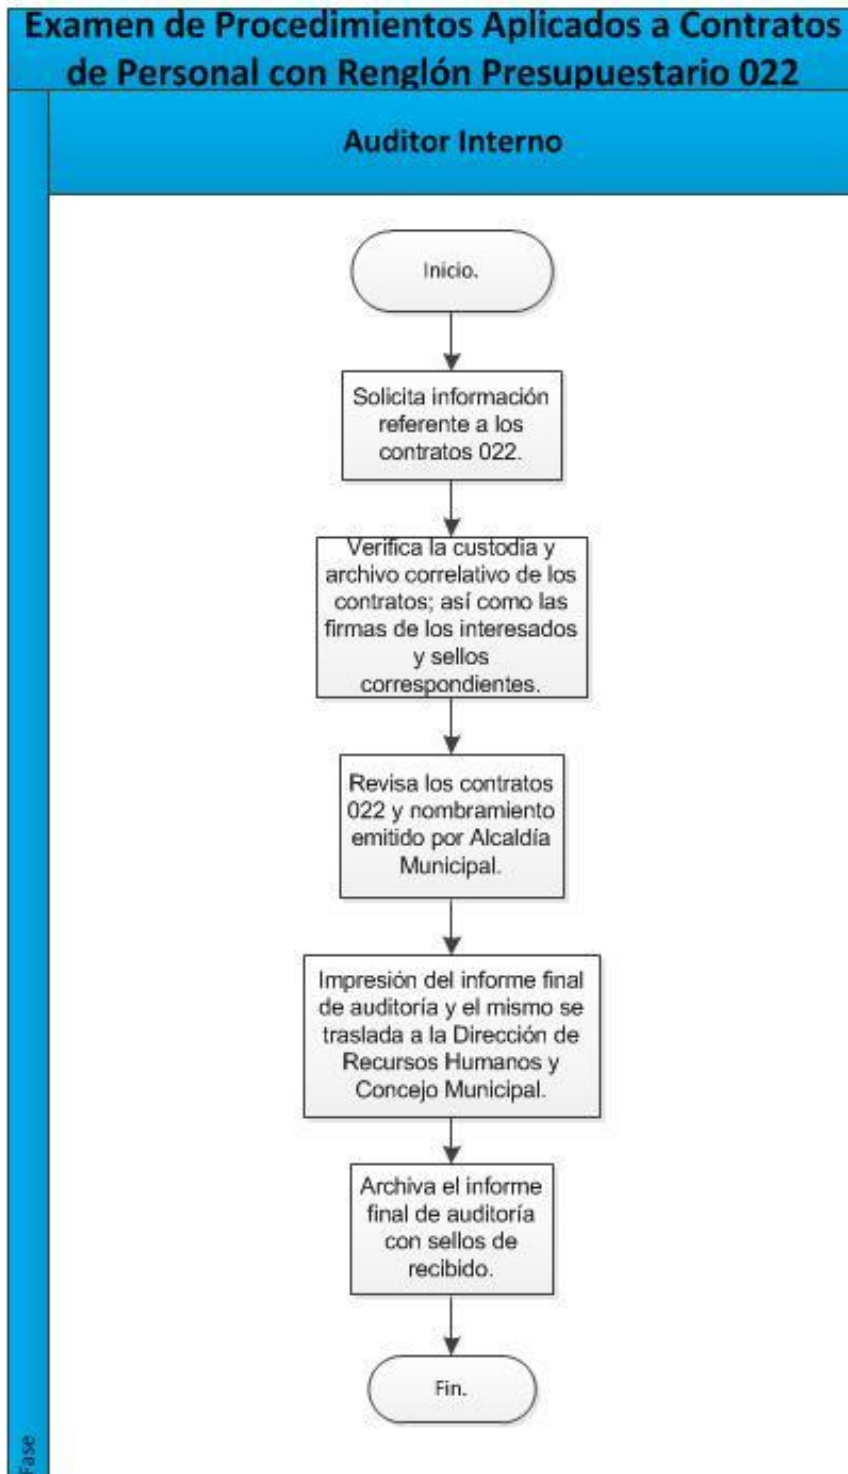 Examen de Procedimientos Aplicados a Contratos
de Personal con Renglón Presupuestario 022
Auditor Interno
Inicio.
Solicita información
referente a los
contratos 022.
Verifica la custodia y
archivo correlativo de los
contratos; así como las
firmas de los interesados
y sellos
correspondientes.
Revisa los contratos
022 y nombramiento
emitido por Alcaldía
Municipal.
Impresión del informe final
de auditoría y el mismo se
traslada a la Dirección de
Recursos Humanos y
Concejo Municipal.
Archiva el informe
final de auditoría
con sellos de
recibido.
Fin.
Fase